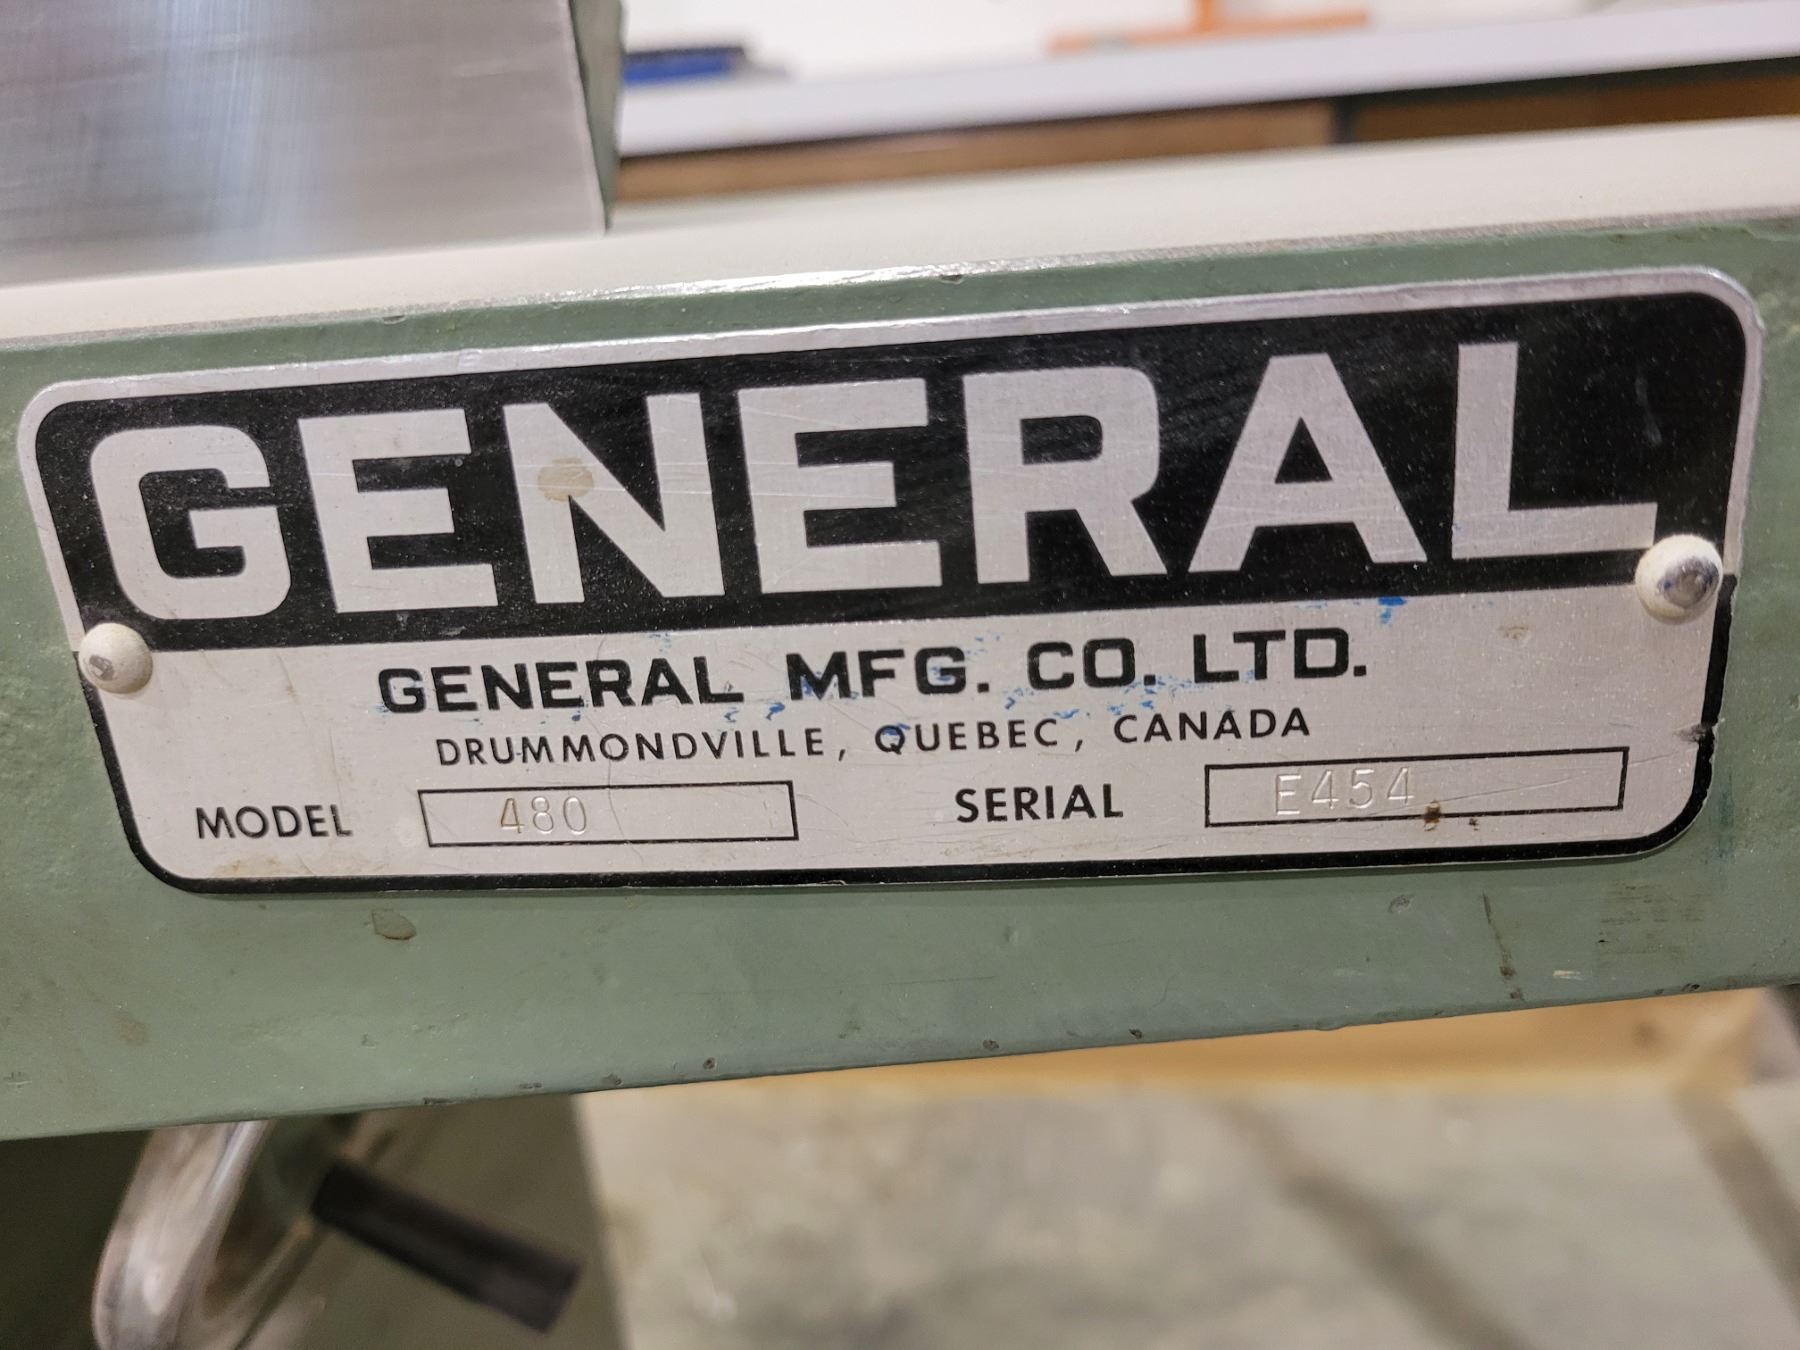 GENERAL
GENERAL MFG. CO. LTD.
DRUMMONDVILLE, QUEBEC, CANADA
MODEL 480 SERIAL E454